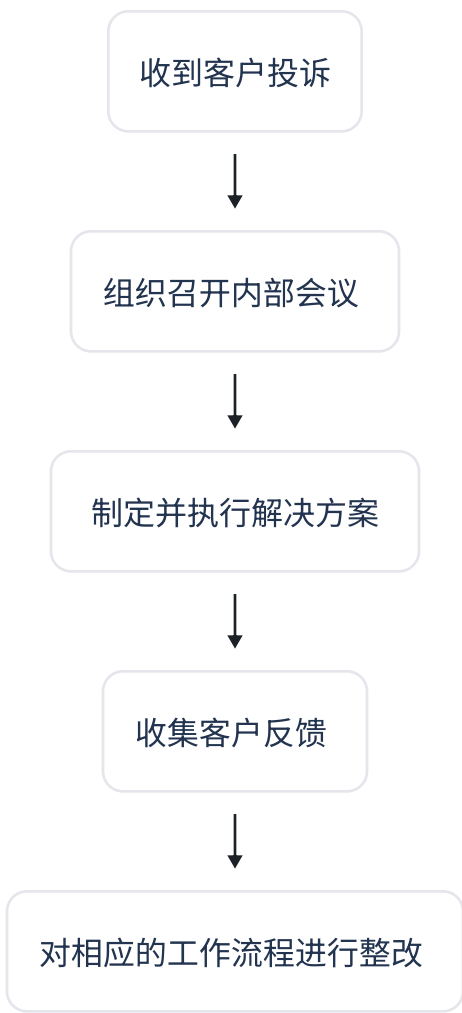 收到客户投诉
组织召开内部会议
制定并执行解决方案
收集客户反馈
对相应的工作流程进行整改